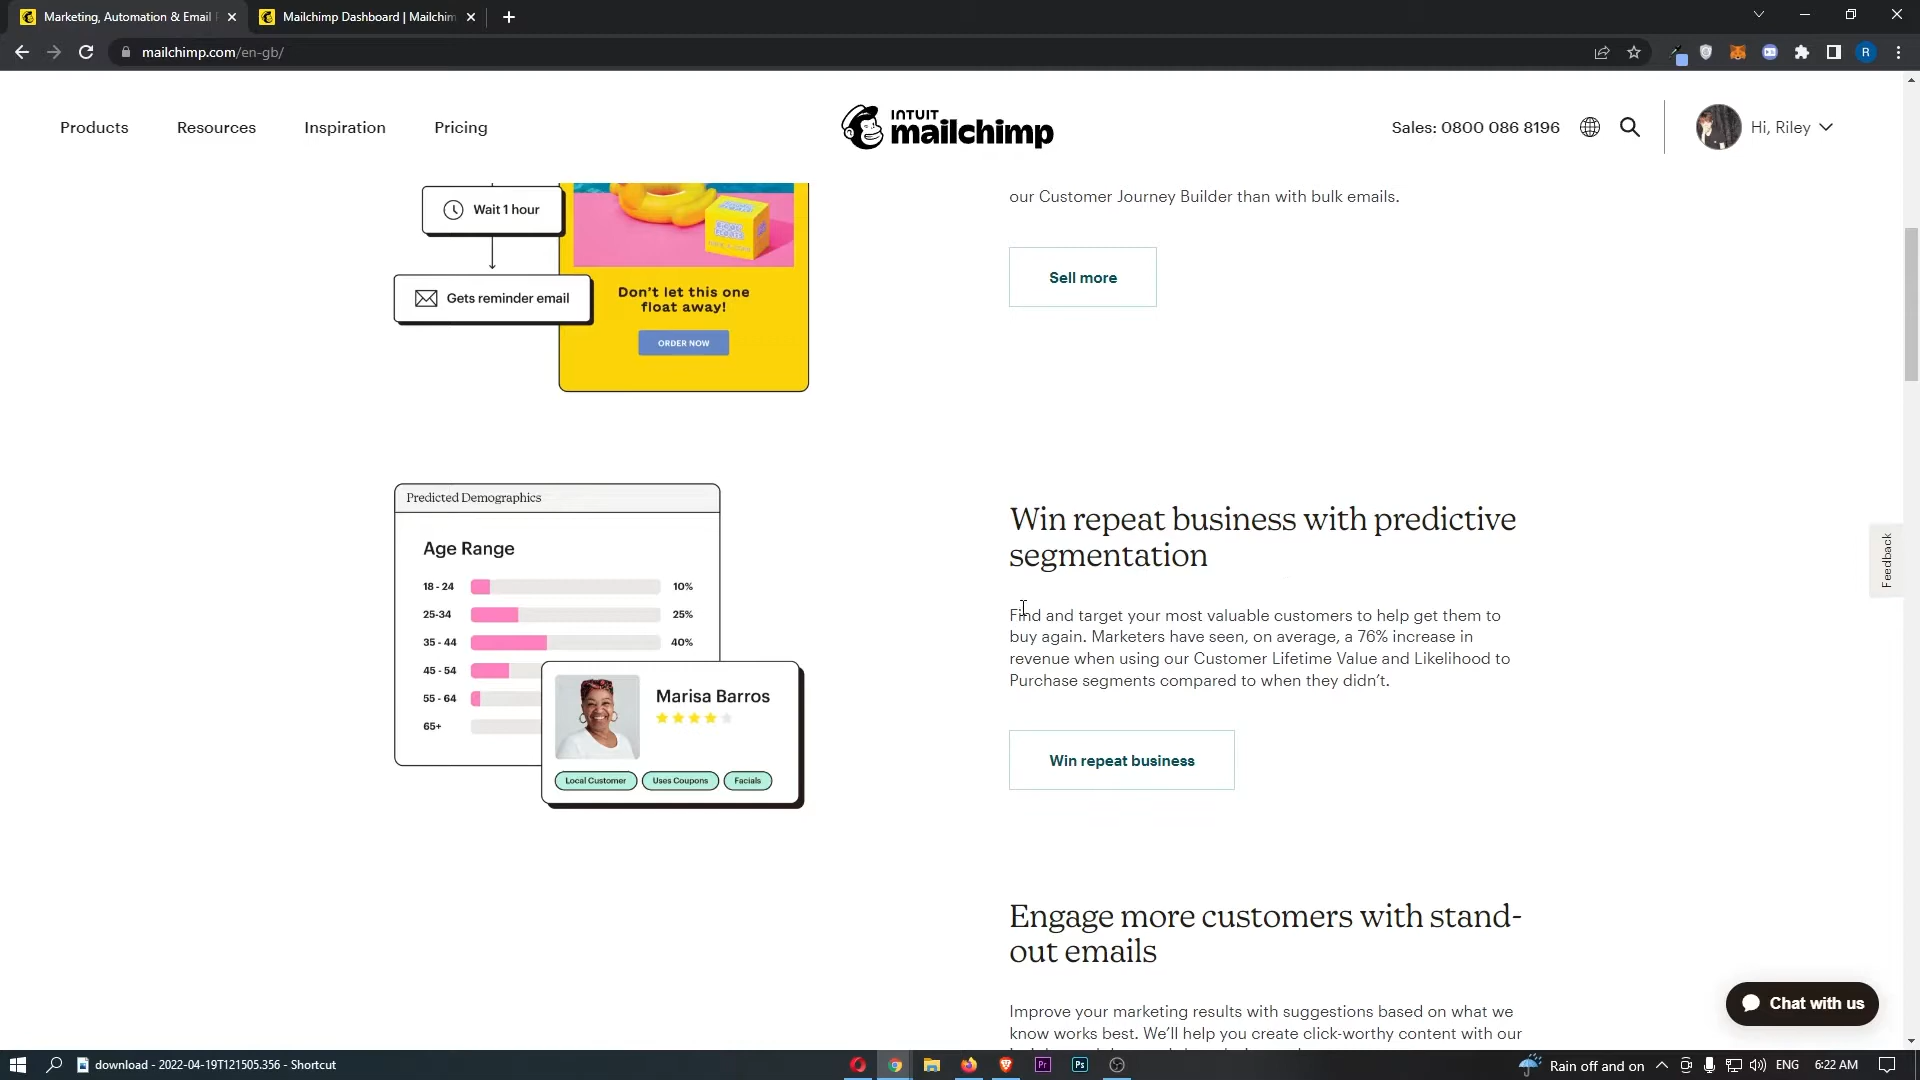 Marketing, Automation & Email
Mailchimp Dashboard | Mailchim
mailchimp.com/en-gb/
R
Products
Resources
Inspiration
Pricing
INTUIT
mailchimp
Sales: 0800 086 8196
Hi, Riley
Wait 1 hour
Gets reminder email
Don't let this one
float away!
ORDER NOW
our Customer Journey Builder than with bulk emails.
Sell more
Predicted Demographics
Age Range
18 - 24 10%
25-34 25%
35 - 44 40%
45 - 54
55 - 64
65+
Marisa Barros
Local Customer
Uses Coupons
Facials
Win repeat business with predictive
segmentation
Find and target your most valuable customers to help get them to
buy again. Marketers have seen, on average, a 76% increase in
revenue when using our Customer Lifetime Value and Likelihood to
Purchase segments compared to when they didn't.
Win repeat business
Feedback
Engage more customers with stand-
out emails
Improve your marketing results with suggestions based on what we
know works best. We'll help you create click-worthy content with our
Chat with us
download - 2022-04-19T121505.356 - Shortcut
Pr
Ps
Rain off and on
ENG
6:22 AM